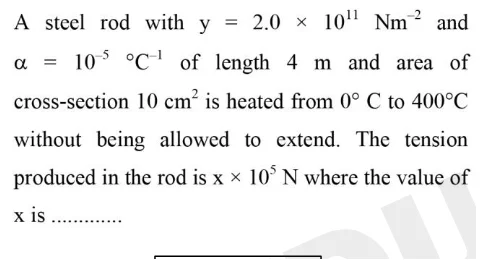 A steel rod with y = 2.0 × 10¹¹ Nm⁻² and
α = 10⁻⁵ °C⁻¹ of length 4 m and area of
cross-section 10 cm² is heated from 0° C to 400°C
without being allowed to extend. The tension
produced in the rod is x × 10⁵ N where the value of
x is .............